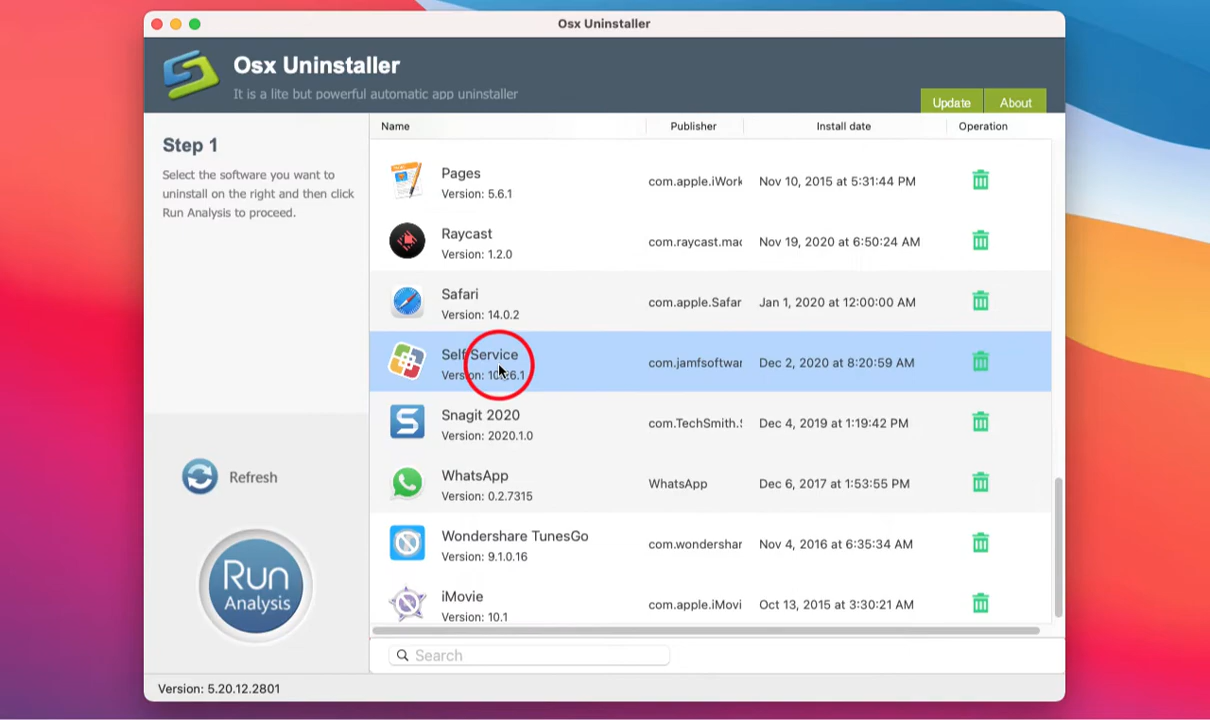 Osx Uninstaller
Osx Uninstaller
It is a lite but powerful automatic app uninstaller
Update About
Step 1
Select the software you want to
uninstall on the right and then click
Run Analysis to proceed.
Refresh
Run
Analysis
Name Publisher Install date Operation
Pages
Version: 5.6.1
com.apple.iWork Nov 10, 2015 at 5:31:44 PM
Raycast
Version: 1.2.0
com.raycast.mac Nov 19, 2020 at 6:50:24 AM
Safari
Version: 14.0.2
com.apple.Safar Jan 1, 2020 at 12:00:00 AM
Self Service
Version: 10.26.1
com.jamfsoftwar Dec 2, 2020 at 8:20:59 AM
Snagit 2020
Version: 2020.1.0
com.TechSmith. Dec 4, 2019 at 1:19:42 PM
WhatsApp
Version: 0.2.7315
WhatsApp Dec 6, 2017 at 1:53:55 PM
Wondershare TunesGo
Version: 9.1.0.16
com.wondershar Nov 4, 2016 at 6:35:34 AM
iMovie
Version: 10.1
com.apple.iMovi Oct 13, 2015 at 3:30:21 AM
Search
Version: 5.20.12.2801